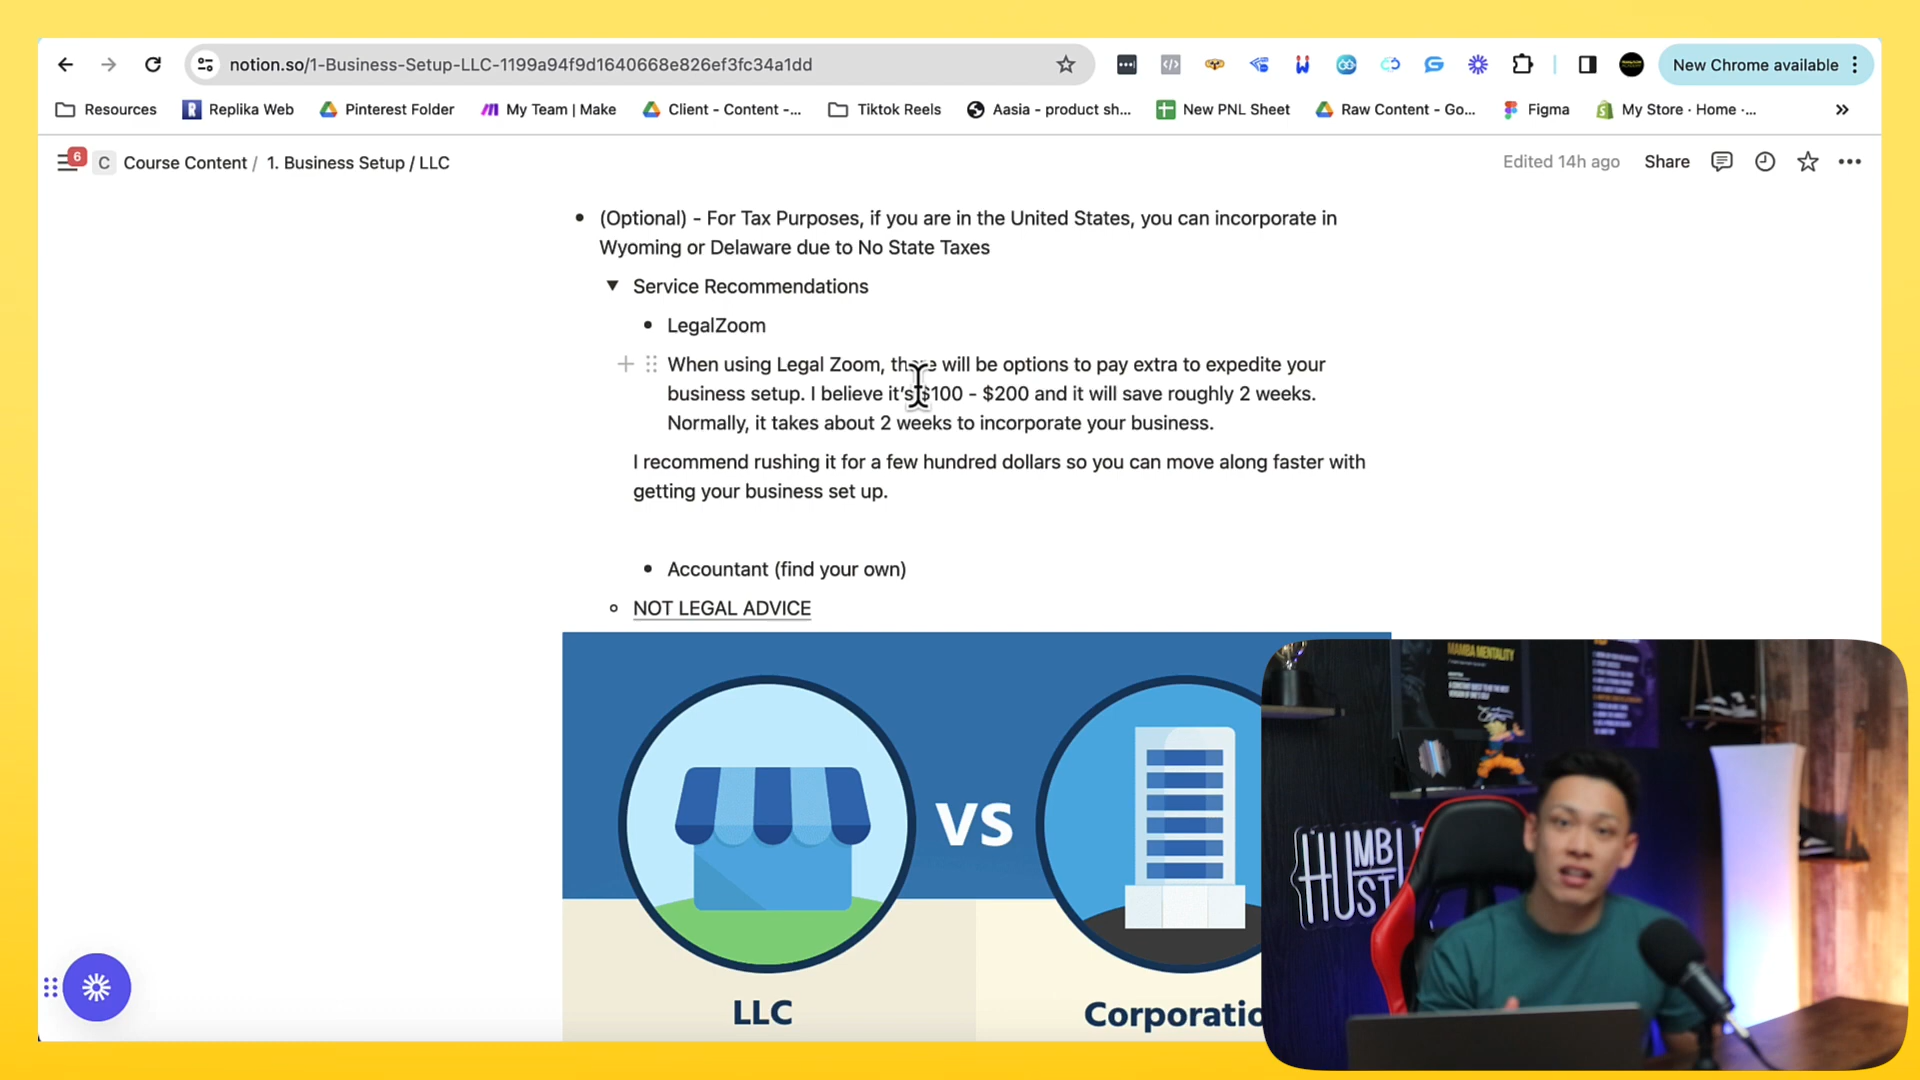 notion.so/1-Business-Setup-LLC-1199a94f9d1640668e826ef3fc34a1dd
New Chrome available
Resources
Replika Web
Pinterest Folder
My Team | Make
Client - Content -...
Tiktok Reels
Aasia - product sh...
New PNL Sheet
Raw Content - Go...
Figma
My Store · Home ·...
6
C
Course Content / 1. Business Setup / LLC
Edited 14h ago
Share
(Optional) - For Tax Purposes, if you are in the United States, you can incorporate in
Wyoming or Delaware due to No State Taxes
Service Recommendations
LegalZoom
When using Legal Zoom, there will be options to pay extra to expedite your
business setup. I believe it's $100 - $200 and it will save roughly 2 weeks.
Normally, it takes about 2 weeks to incorporate your business.
I recommend rushing it for a few hundred dollars so you can move along faster with
getting your business set up.
Accountant (find your own)
NOT LEGAL ADVICE
VS
LLC
Corporatio
MAMBA MENTALITY
HUMBL
UST